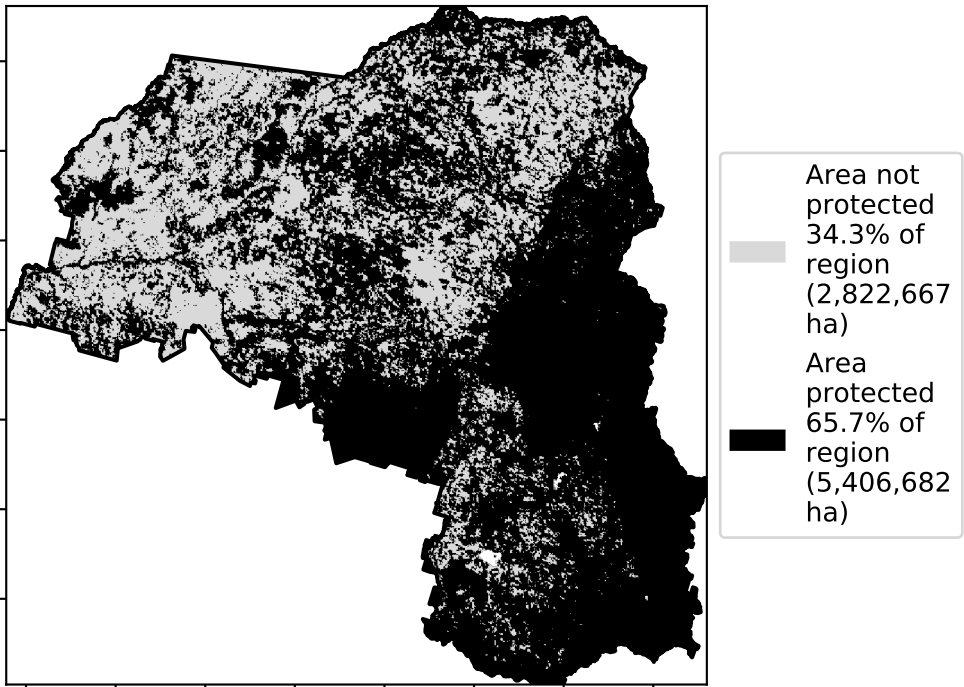 Area not
protected
34.3% of
region
(2,822,667
ha)
Area
protected
65.7% of
region
(5,406,682
ha)